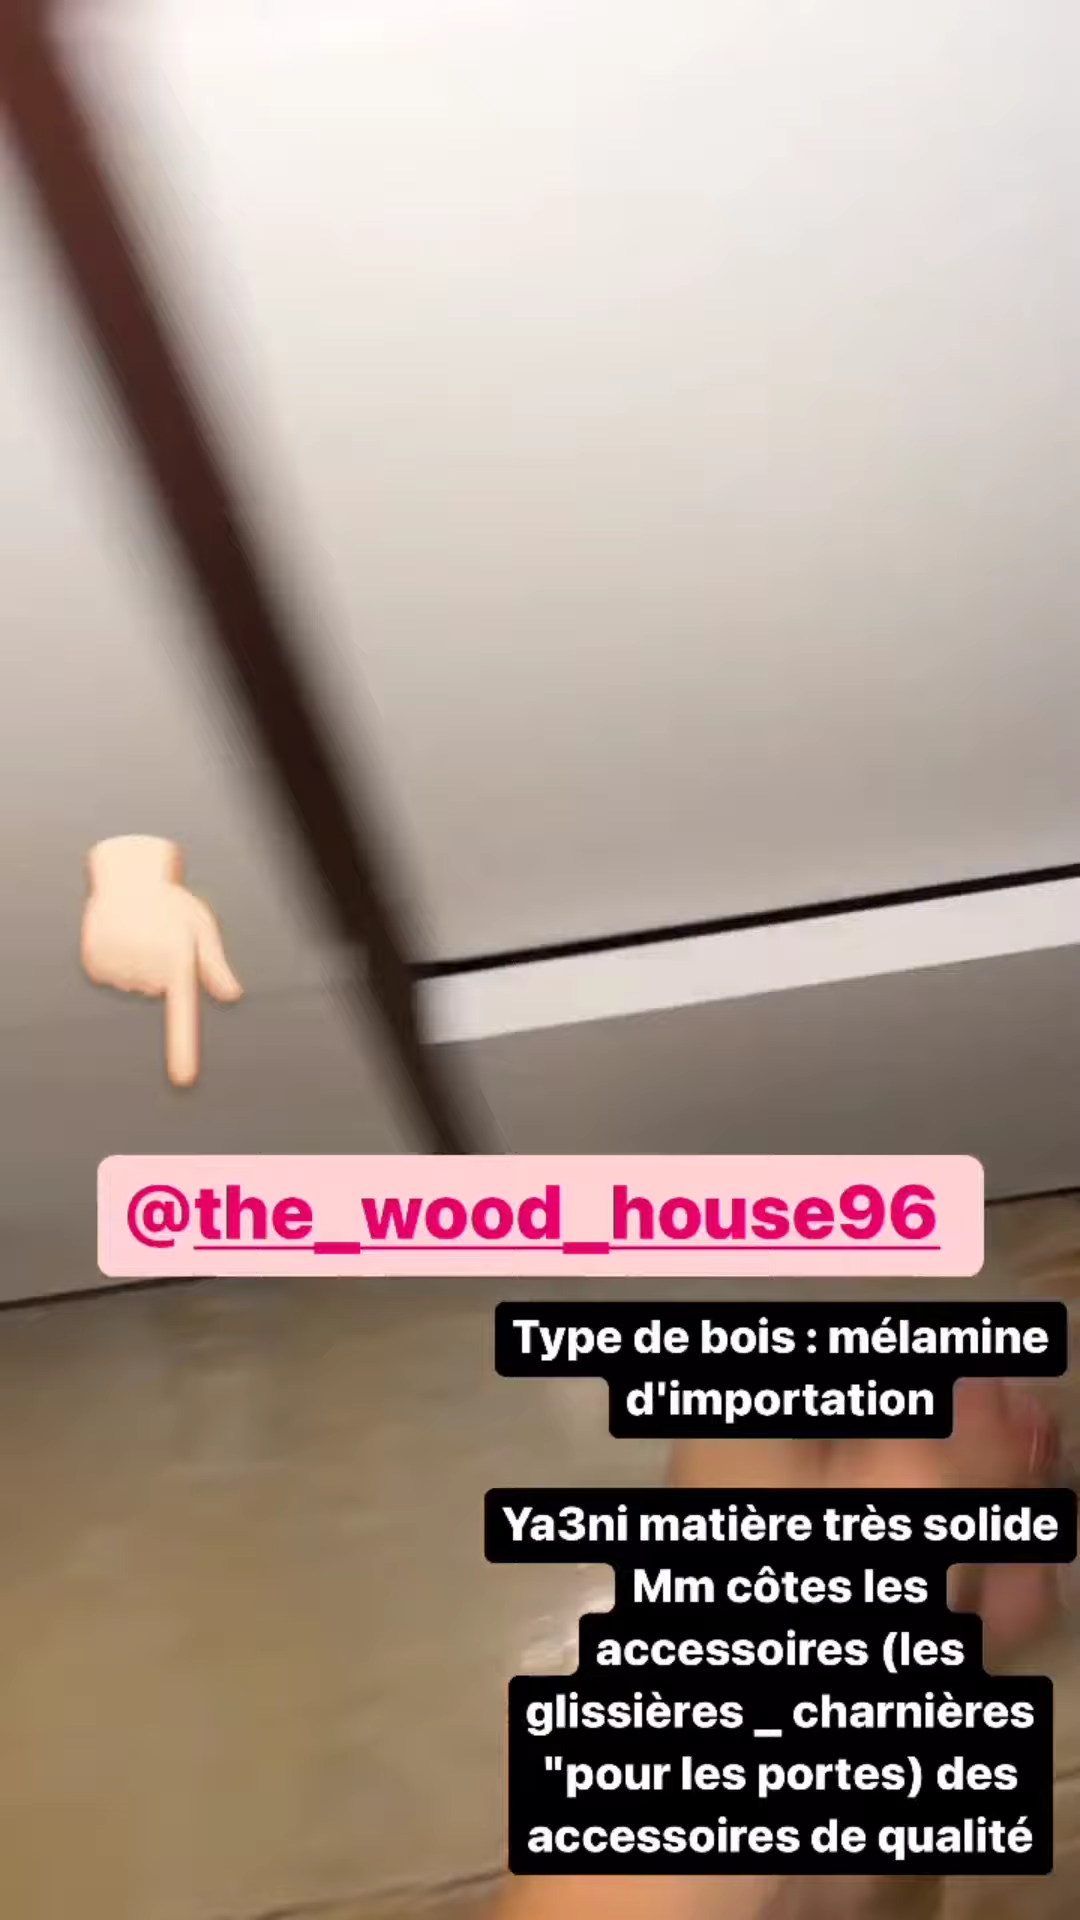 @the_wood_house96
Type de bois : mélamine
d'importation
Ya3ni matière très solide
Mm côtes les
accessoires (les
glissières _ charnières
"pour les portes) des
accessoires de qualité